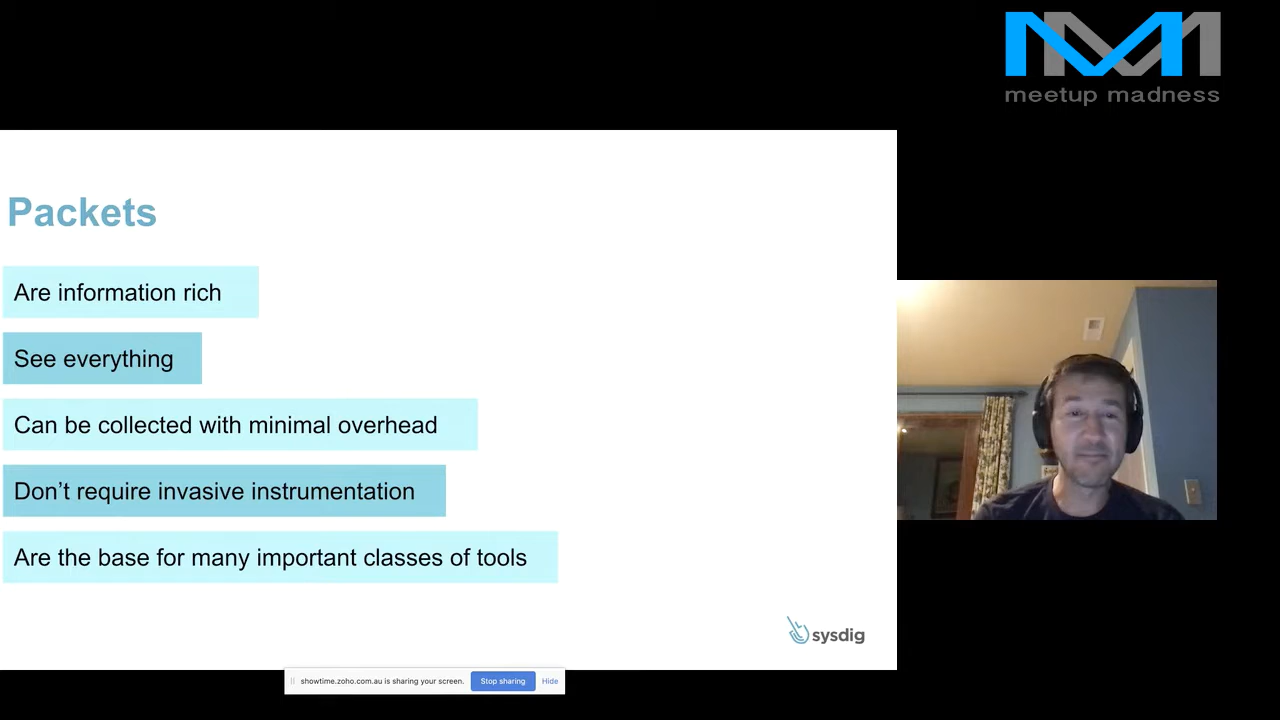 meetup madness
Packets
Are information rich
See everything
Can be collected with minimal overhead
Don't require invasive instrumentation
Are the base for many important classes of tools
sysdig
showtime.zoho.com.au is sharing your screen. Stop sharing Hide